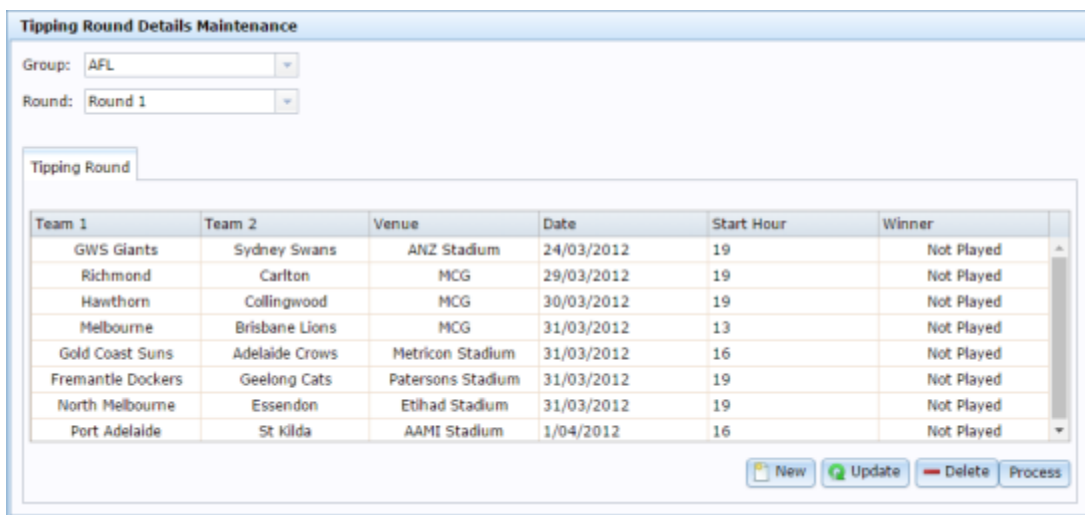 Tipping Round Details Maintenance
Group: AFL
Round: Round 1
Tipping Round
Team 1 Team 2 Venue Date Start Hour Winner
GWS Giants Sydney Swans ANZ Stadium 24/03/2012 19 Not Played
Richmond Carlton MCG 29/03/2012 19 Not Played
Hawthorn Collingwood MCG 30/03/2012 19 Not Played
Melbourne Brisbane Lions MCG 31/03/2012 13 Not Played
Gold Coast Suns Adelaide Crows Metricon Stadium 31/03/2012 16 Not Played
Fremantle Dockers Geelong Cats Patersons Stadium 31/03/2012 19 Not Played
North Melbourne Essendon Etihad Stadium 31/03/2012 19 Not Played
Port Adelaide St Kilda AAMI Stadium 1/04/2012 16 Not Played
New Update Delete Process